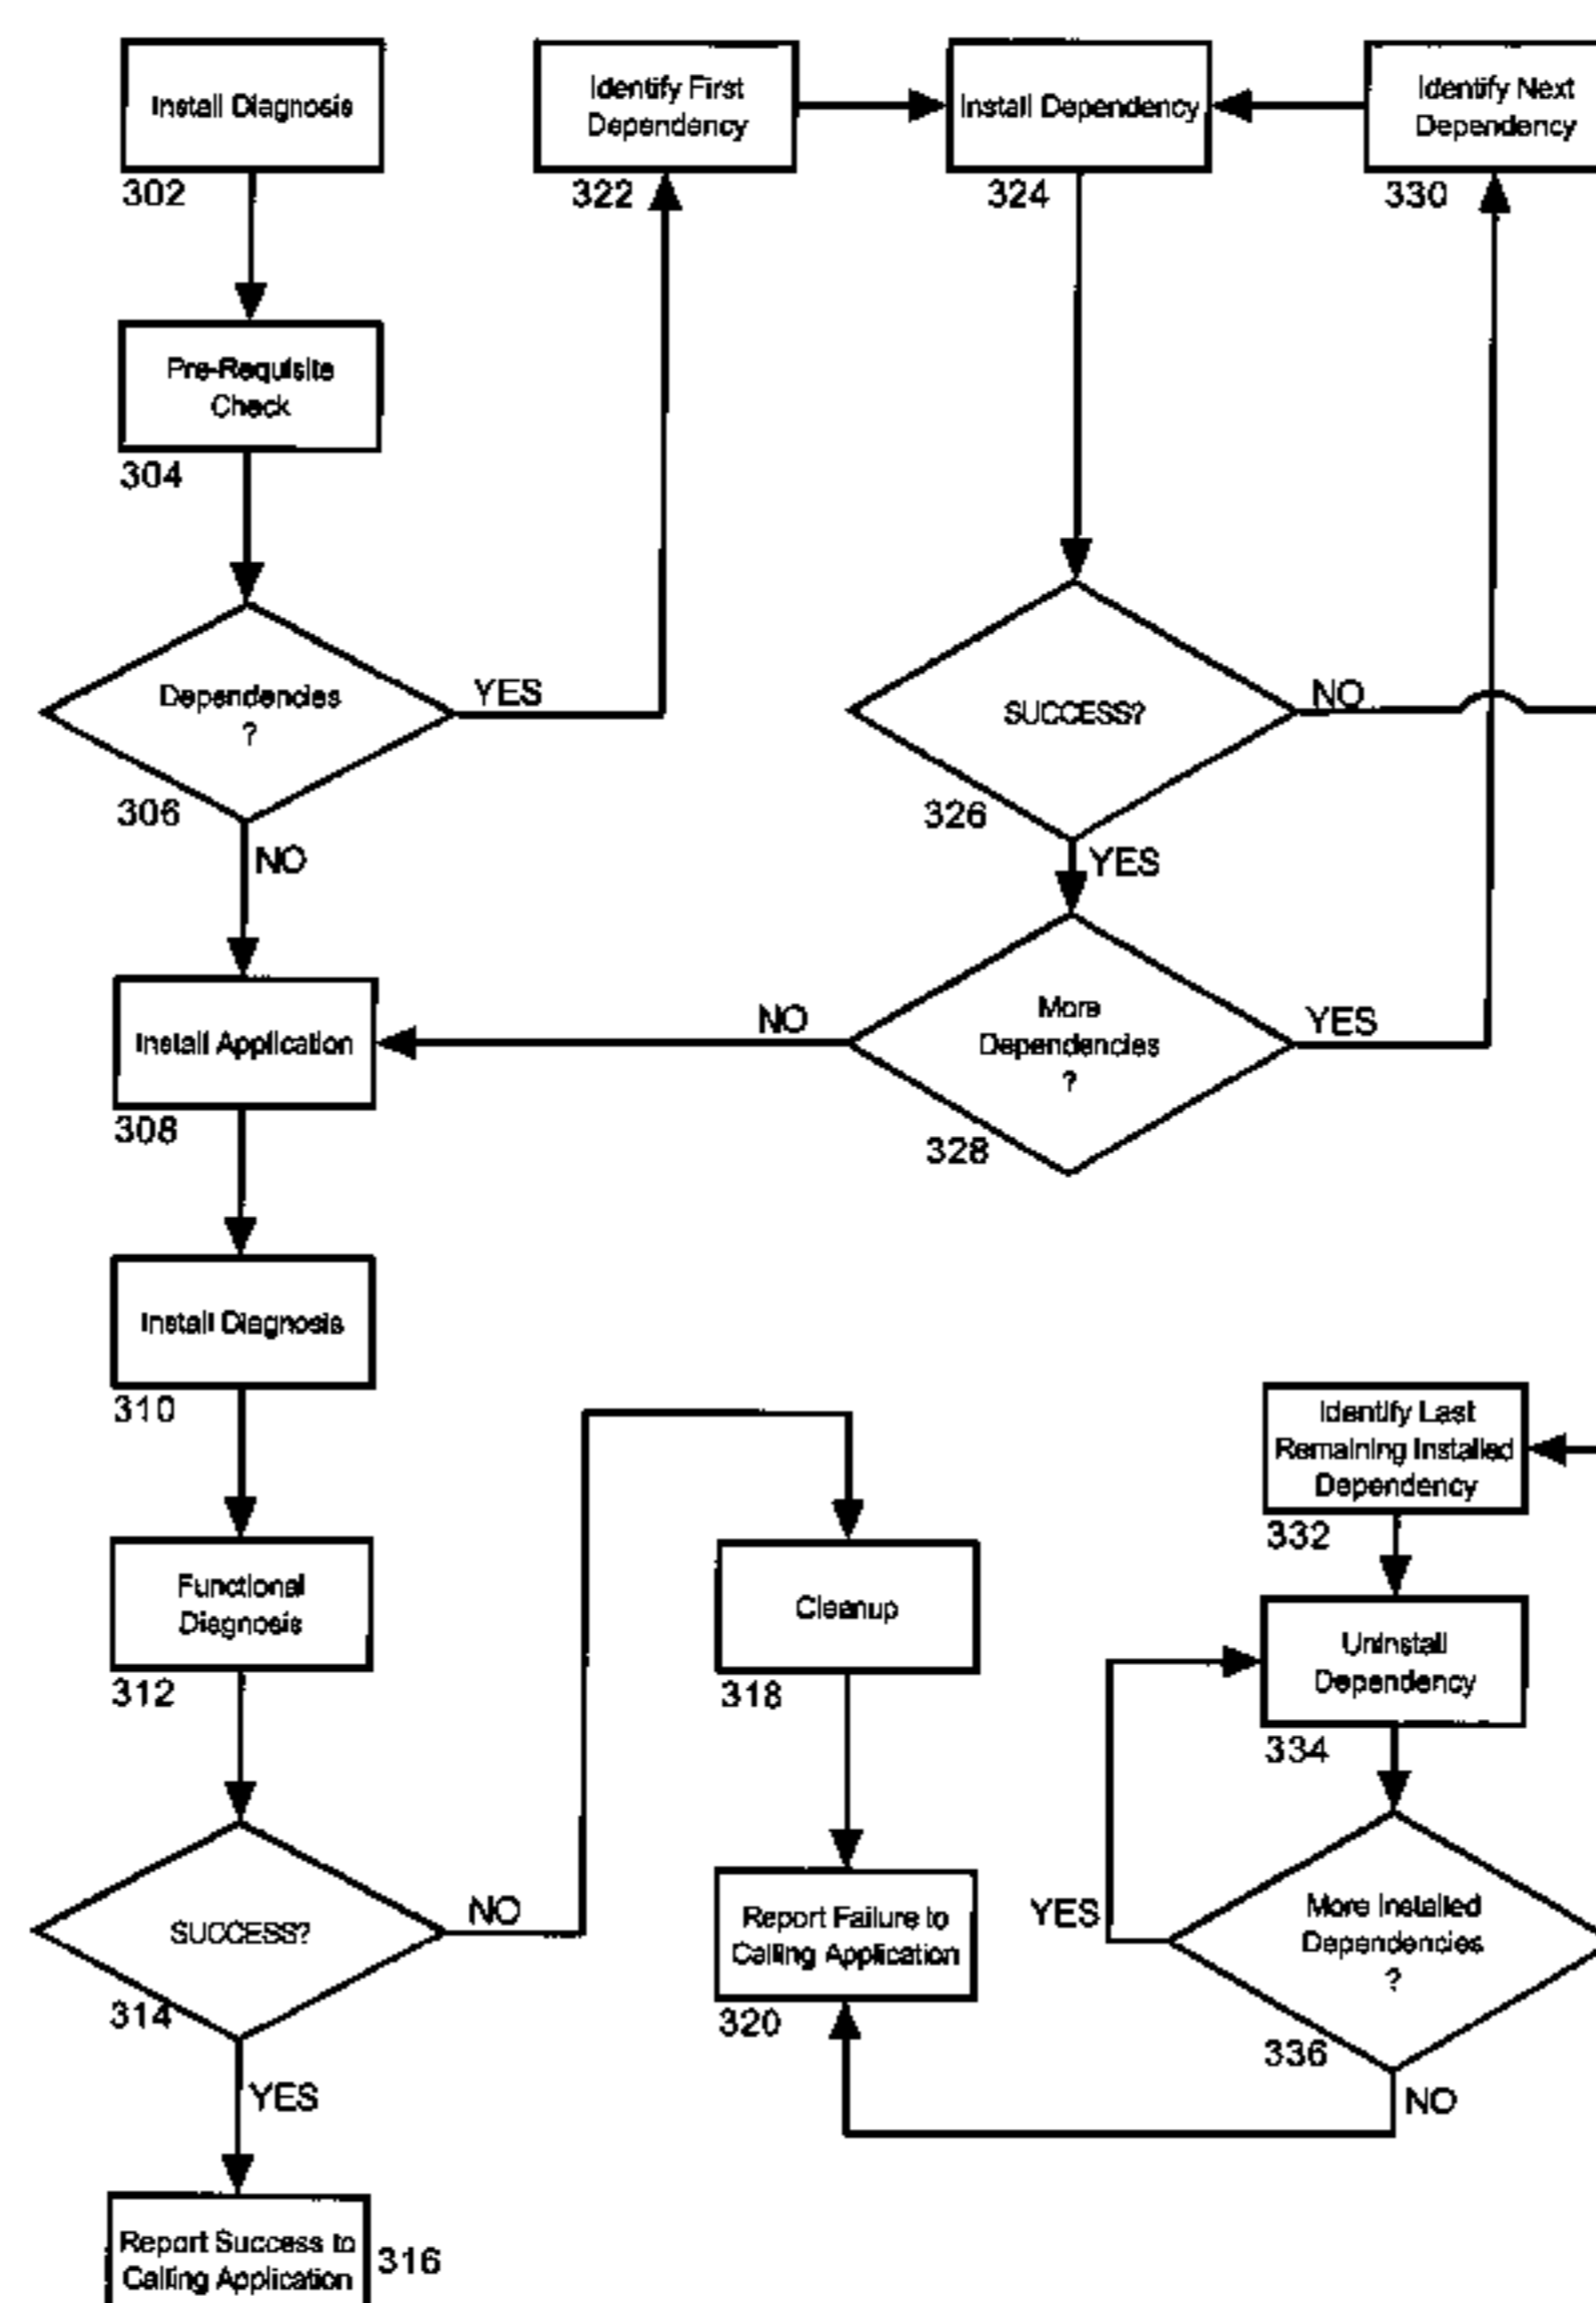 Install Diagnosis
302
Pre-Requisite
Check
304
Dependencies
?
306
YES
NO
Install Application
308
Install Diagnosis
310
Functional
Diagnosis
312
SUCCESS?
314
NO
YES
Report Success to
Calling Application
316
Cleanup
318
Report Failure to
Calling Application
320
Identify First
Dependency
322
Install Dependency
324
SUCCESS?
326
NO
YES
More
Dependencies
?
328
NO
YES
Identify Next
Dependency
330
Identify Last
Remaining Installed
Dependency
332
Uninstall
Dependency
334
More Installed
Dependencies
?
336
YES
NO